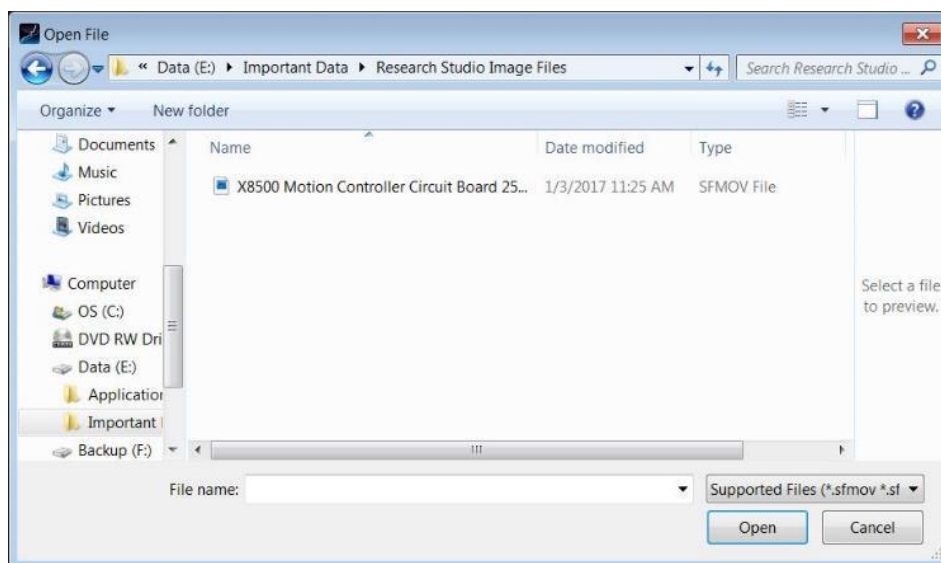 Open File
« Data (E:) Important Data Research Studio Image Files Search Research Studio ...
Organize New folder
Documents
Music
Pictures
Videos
Computer
OS (C:)
DVD RW Dri
Data (E:)
Application
Important
Backup (F:)
Name Date modified Type
X8500 Motion Controller Circuit Board 25... 1/3/2017 11:25 AM SFMOV File
Select a file
to preview.
File name: Supported Files (*.sfmov *.sf
Open Cancel